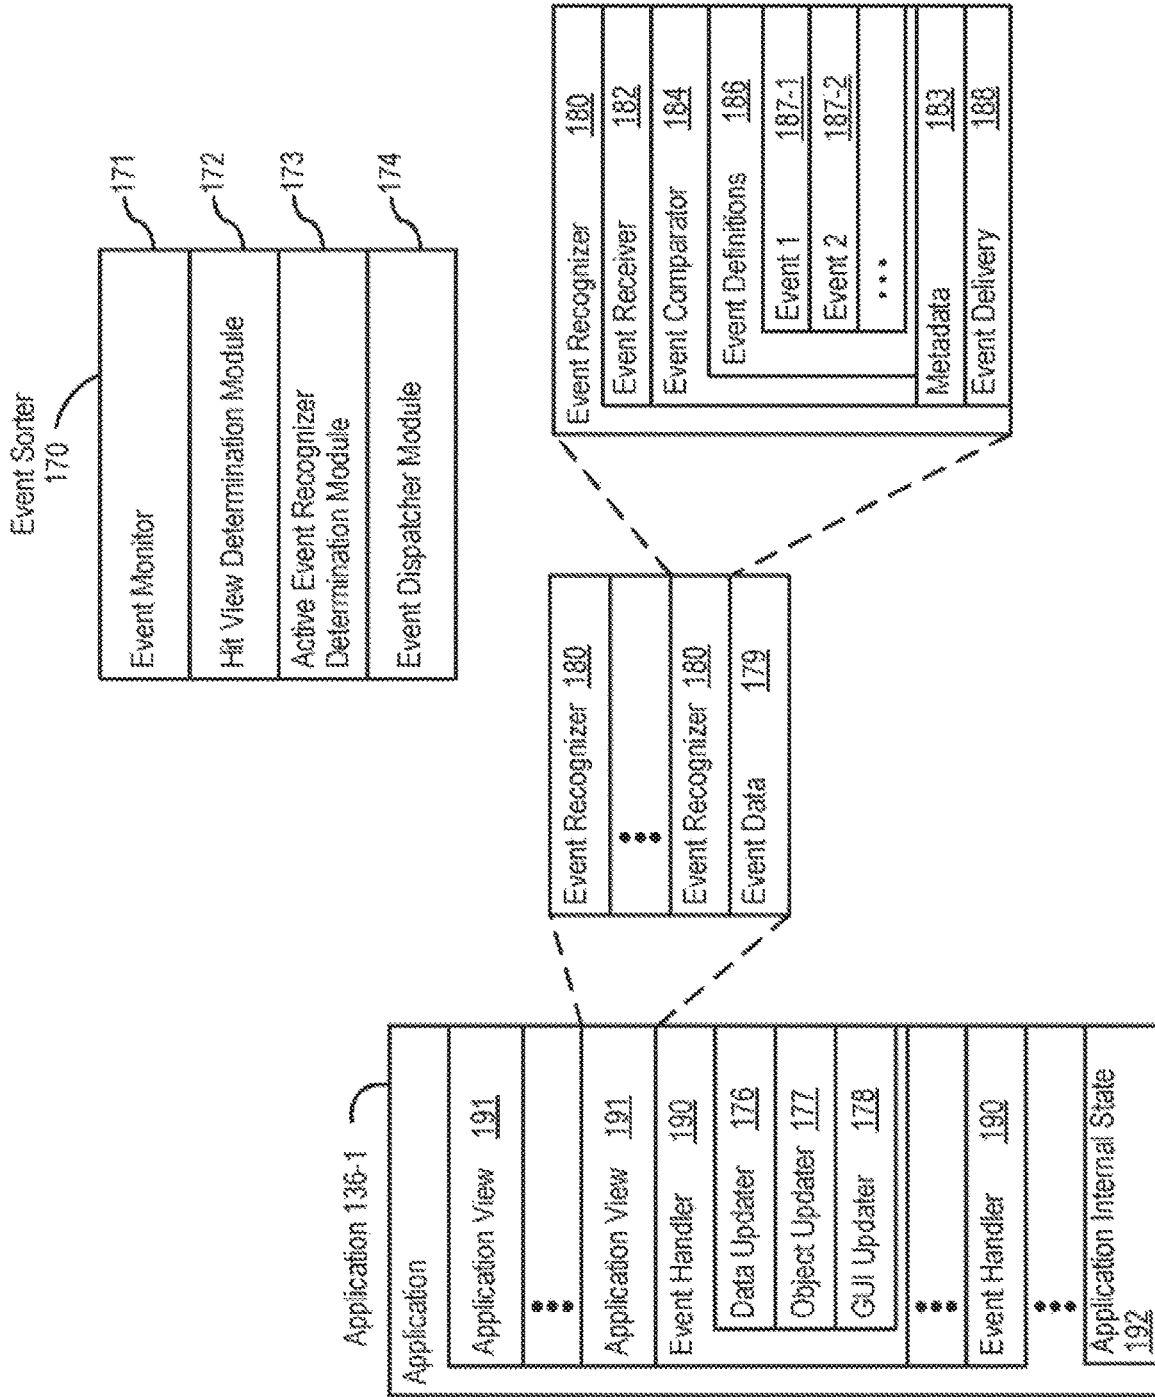 Event Sorter
170
Event Monitor
171
Hit View Determination Module
172
Active Event Recognizer
Determination Module
173
Event Dispatcher Module
174
Application 136-1
Application
Application View 191
•••
Application View 191
Event Handler 190
Data Updater 176
Object Updater 177
GUI Updater 178
•••
Event Handler 190
•••
Application Internal State
192
Event Recognizer 180
•••
Event Recognizer 180
Event Data 179
Event Recognizer 180
Event Receiver 182
Event Comparator 184
Event Definitions 186
Event 1 187-1
Event 2 187-2
•••
Metadata 183
Event Delivery 188